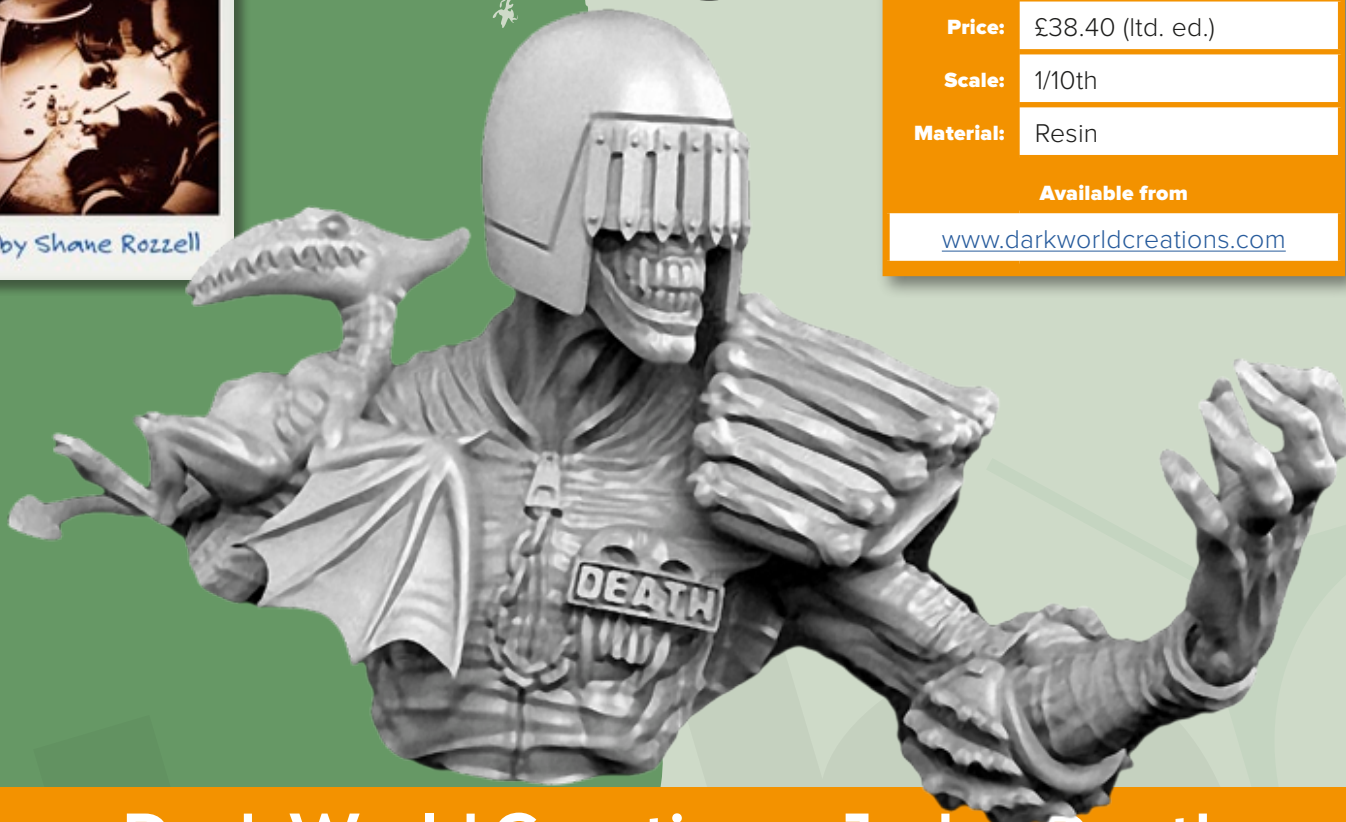 by Shane Rozzell
Price: £38.40 (ltd. ed.)
Scale: 1/10th
Material: Resin
Available from
www.darkworldcreations.com
DEATH